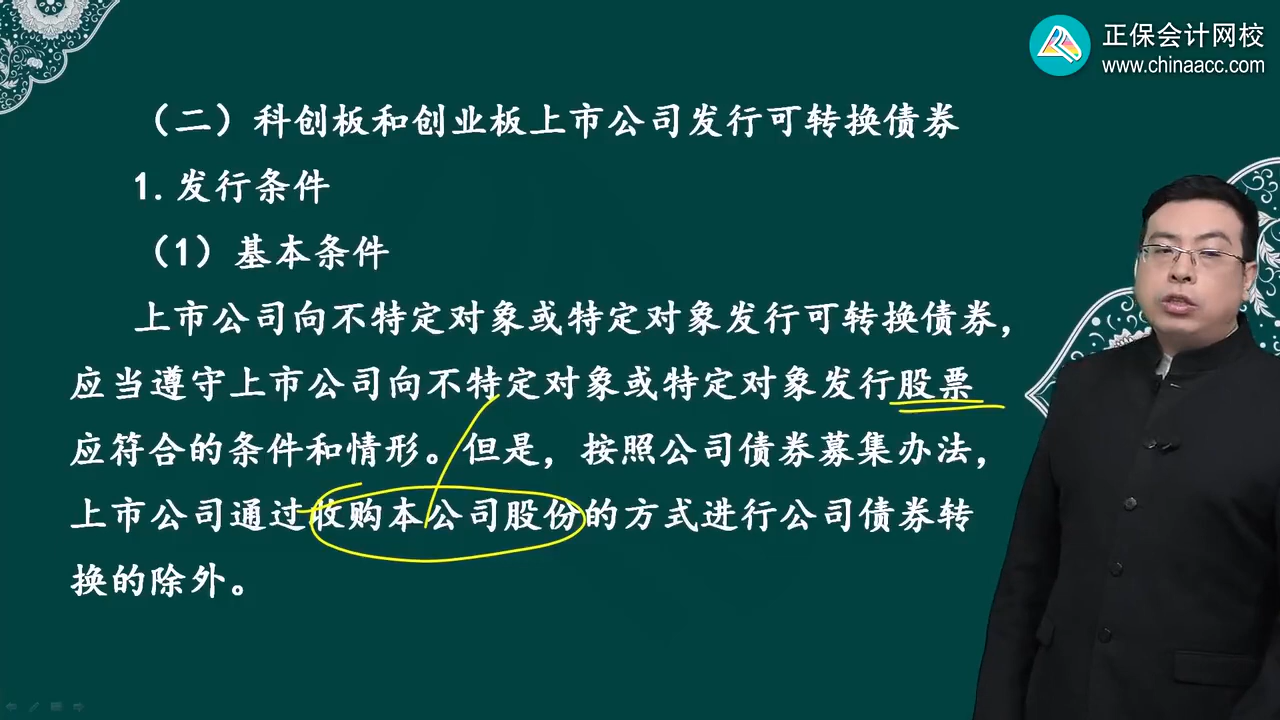 正保会计网校
www.chinaacc.com
（二）科创板和创业板上市公司发行可转换债券
1.发行条件
（1）基本条件
上市公司向不特定对象或特定对象发行可转换债券，
应当遵守上市公司向不特定对象或特定对象发行股票
应符合的条件和情形。但是，按照公司债券募集办法，
上市公司通过收购本公司股份的方式进行公司债券转
换的除外。